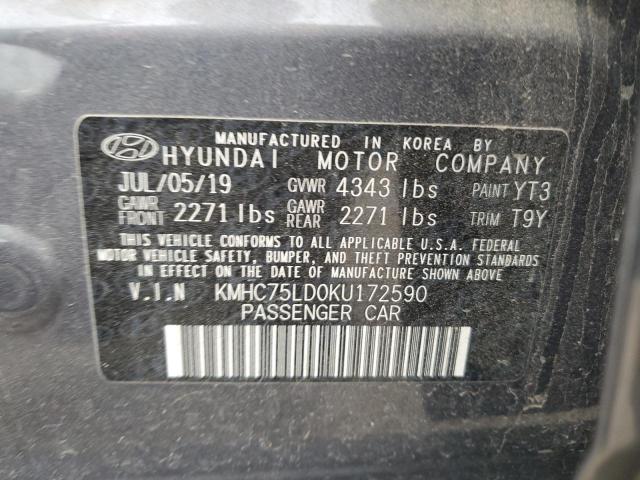 MANUFACTURED IN KOREA BY
HYUNDAI MOTOR COMPANY
JUL/05/19 GVWR 4343 lbs PAINT YT3
GAWR FRONT 2271 lbs GAWR REAR 2271 lbs TRIM T9Y
THIS VEHICLE CONFORMS TO ALL APPLICABLE U.S.A. FEDERAL
MOTOR VEHICLE SAFETY, BUMPER, AND THEFT PREVENTION STANDARDS
IN EFFECT ON THE DATE OF MANUFACTURE SHOWN ABOVE.
V.I.N KMHC75LD0KU172590
PASSENGER CAR